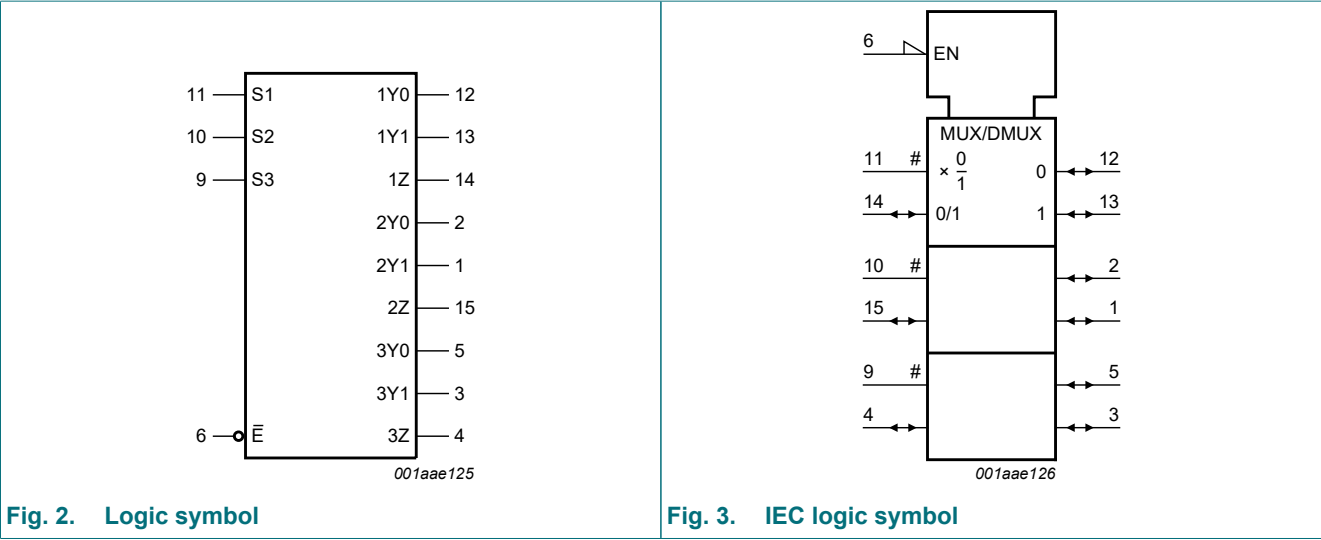 11 S1 1Y0 12
10 S2 1Y1 13
9 S3 1Z 14
2Y0 2
2Y1 1
2Z 15
3Y0 5
3Y1 3
6 E̅ 3Z 4
001aae125
Fig. 2. Logic symbol
6 EN
MUX/DMUX
11 # × 0/1 0 12
14 0/1 1 13
10 # 2
15 1
9 # 5
4 3
001aae126
Fig. 3. IEC logic symbol